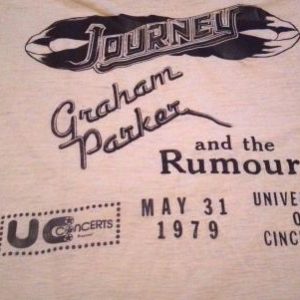 JOURNEY
Graham
Parker
and the
Rumour
UC CONCERTS
MAY 31
1979
UNIVE
O
CINC